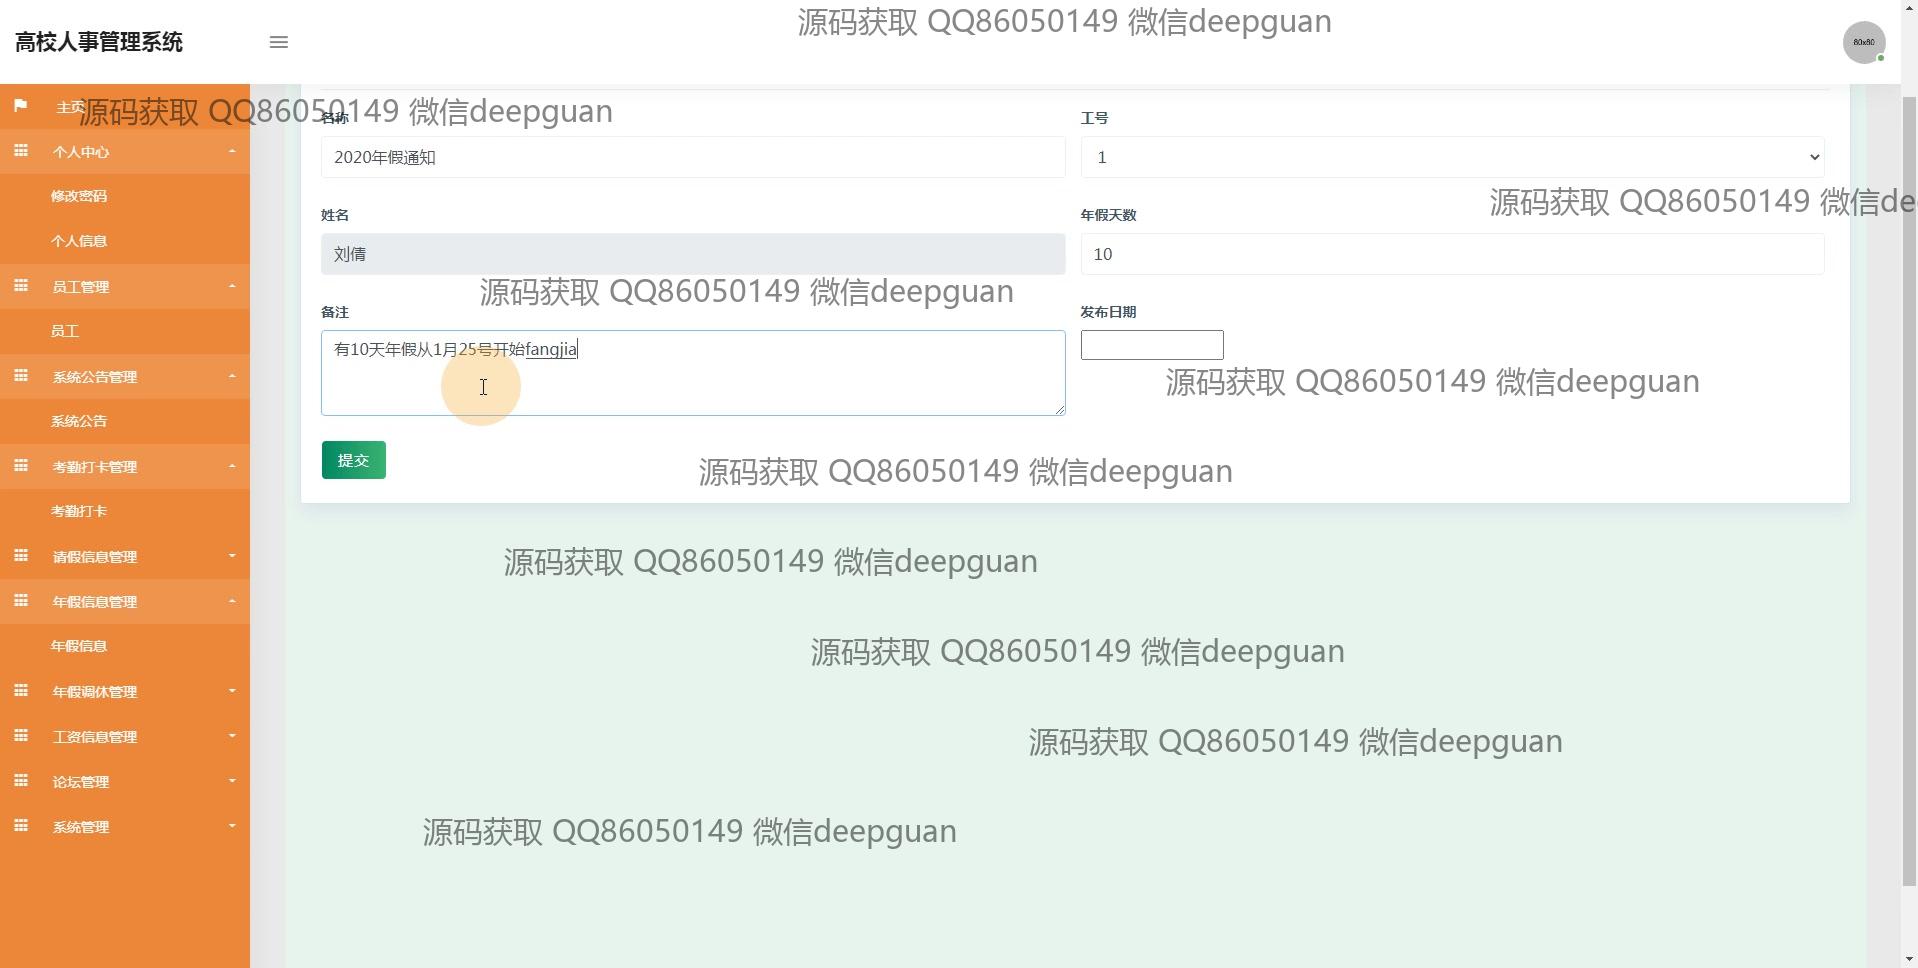 高校人事管理系统
源码获取 QQ86050149 微信deepguan
80x80
主页
源码获取 QQ86050149 微信deepguan
个人中心
修改密码
个人信息
员工管理
员工
系统公告管理
系统公告
考勤打卡管理
考勤打卡
请假信息管理
年假信息管理
年假信息
年假调休管理
工资信息管理
论坛管理
系统管理
名称
2020年假通知
工号
1
源码获取 QQ86050149 微信de
姓名
刘倩
年假天数
10
源码获取 QQ86050149 微信deepguan
备注
有10天年假从1月25号开始fangjia
发布日期
源码获取 QQ86050149 微信deepguan
提交
源码获取 QQ86050149 微信deepguan
源码获取 QQ86050149 微信deepguan
源码获取 QQ86050149 微信deepguan
源码获取 QQ86050149 微信deepguan
源码获取 QQ86050149 微信deepguan